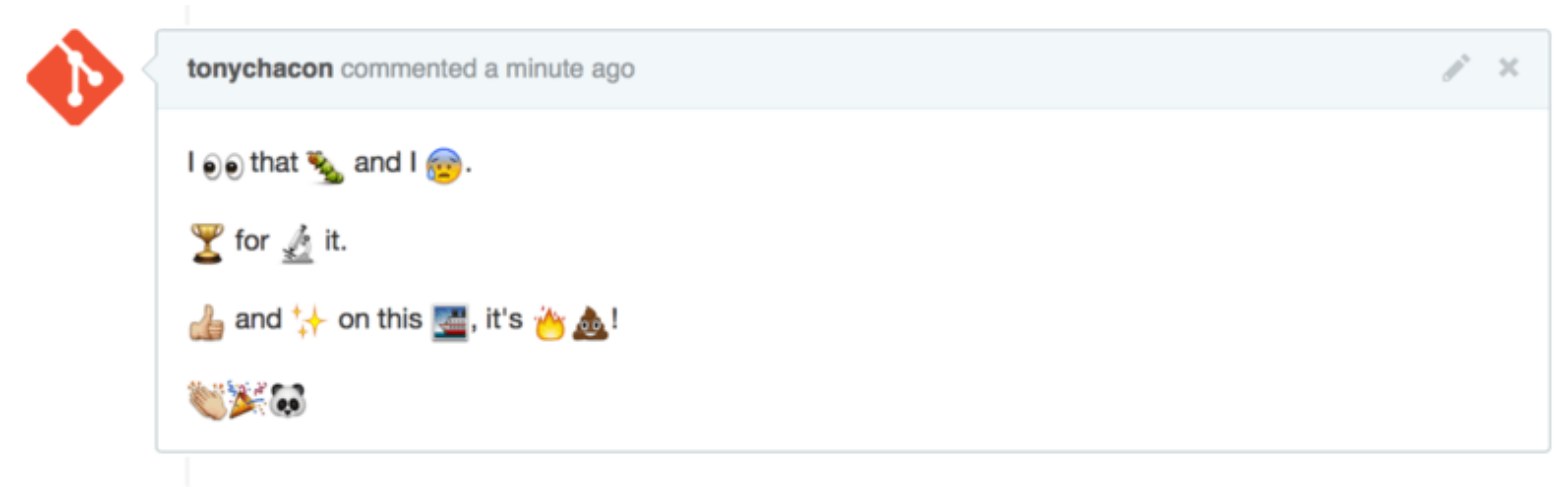 tonychacon commented a minute ago
I 👀 that 🐛 and I 😰.
🏆 for 🔬 it.
👍 and ✨ on this 🚢, it's 🔥 💩!
👏🎉🐼